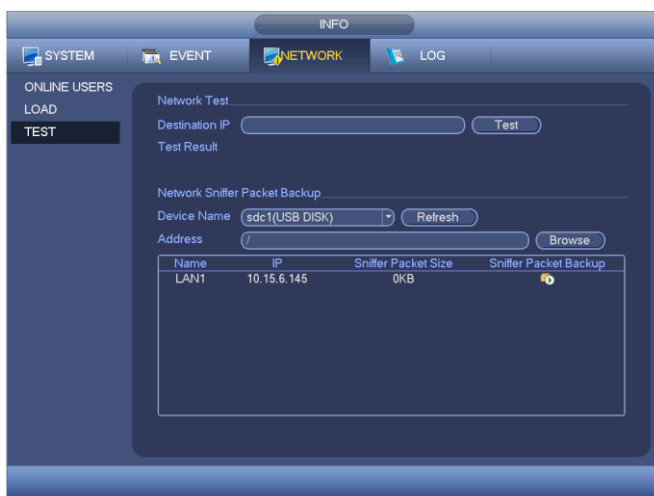 INFO
SYSTEM EVENT NETWORK LOG
ONLINE USERS
LOAD
TEST
Network Test
Destination IP Test
Test Result
Network Sniffer Packet Backup
Device Name sdc1(USB DISK) Refresh
Address / Browse
Name IP Sniffer Packet Size Sniffer Packet Backup
LAN1 10.15.6.145 0KB